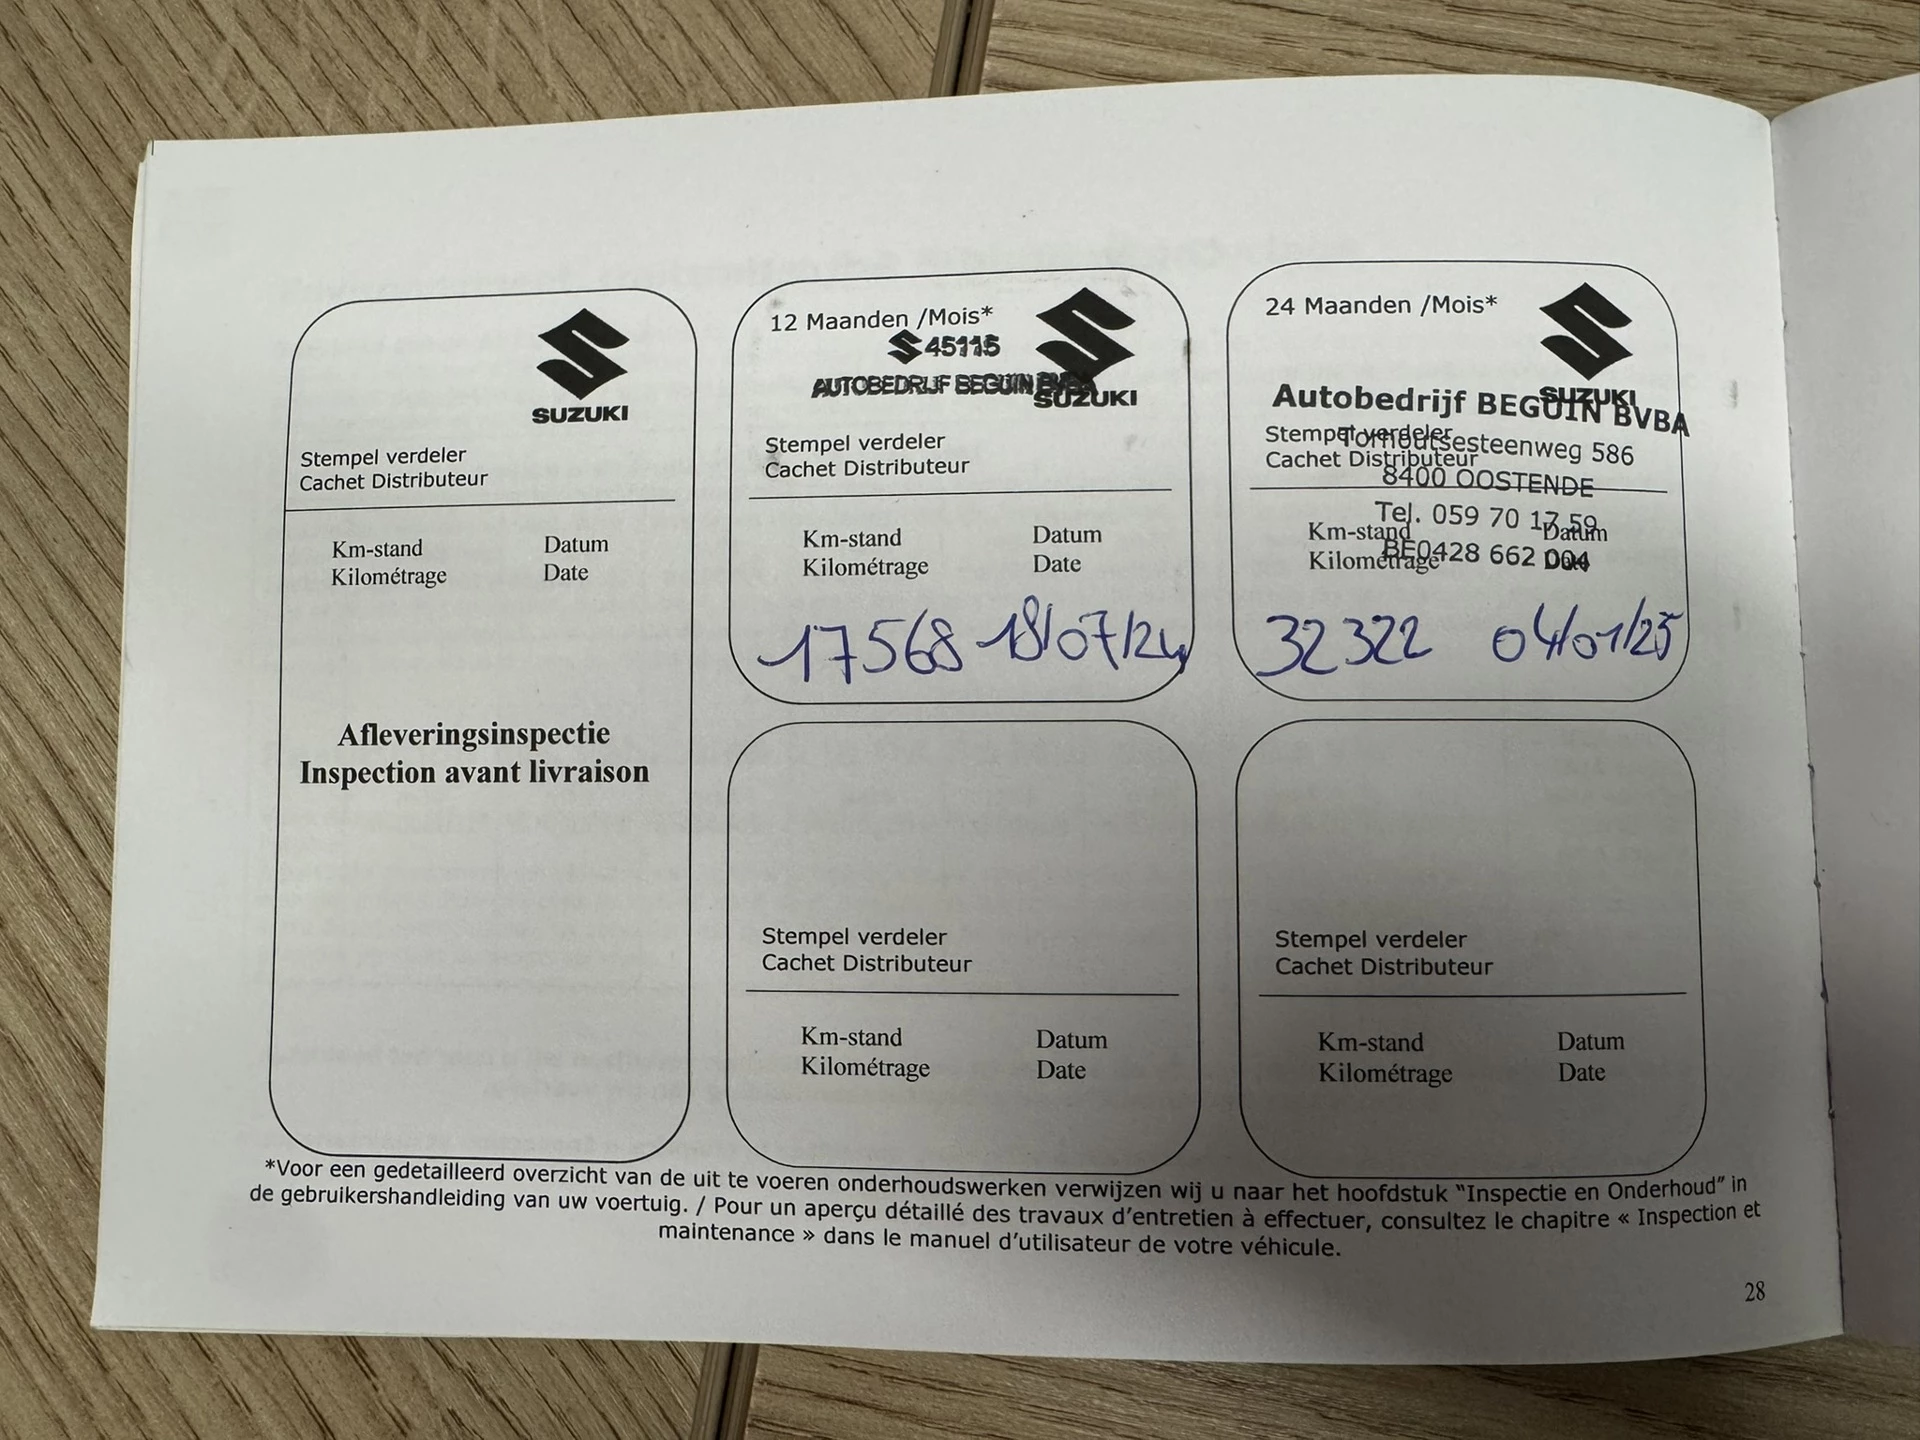 SUZUKI
Stempel verdeler
Cachet Distributeur
Km-stand Datum
Kilométrage Date
Afleveringsinspectie
Inspection avant livraison
12 Maanden /Mois*
45115
AUTOBEDRIJF BEGUIN BVBA
SUZUKI
Stempel verdeler
Cachet Distributeur
Km-stand Datum
Kilométrage Date
17568 18/07/24
24 Maanden /Mois*
SUZUKI
Autobedrijf BEGUIN BVBA
Stempel verdeler
Torhoutsesteenweg 586
Cachet Distributeur
8400 OOSTENDE
Tel. 059 70 17 59
Km-stand Datum
BE0428 662 004
Kilométrage Date
32322 04/01/25
Stempel verdeler
Cachet Distributeur
Km-stand Datum
Kilométrage Date
Stempel verdeler
Cachet Distributeur
Km-stand Datum
Kilométrage Date
*Voor een gedetailleerd overzicht van de uit te voeren onderhoudswerken verwijzen wij u naar het hoofdstuk “Inspectie en Onderhoud” in
de gebruikershandleiding van uw voertuig. / Pour un aperçu détaillé des travaux d’entretien à effectuer, consultez le chapitre « Inspection et
maintenance » dans le manuel d’utilisateur de votre véhicule.
28